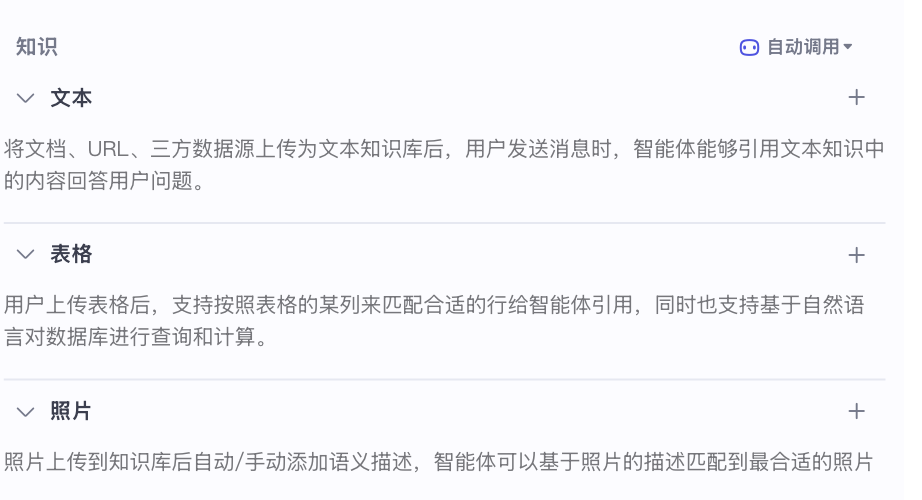 知识
自动调用
文本
将文档、URL、三方数据源上传为文本知识库后，用户发送消息时，智能体能够引用文本知识中
的内容回答用户问题。
表格
用户上传表格后，支持按照表格的某列来匹配合适的行给智能体引用，同时也支持基于自然语
言对数据库进行查询和计算。
照片
照片上传到知识库后自动/手动添加语义描述，智能体可以基于照片的描述匹配到最合适的照片